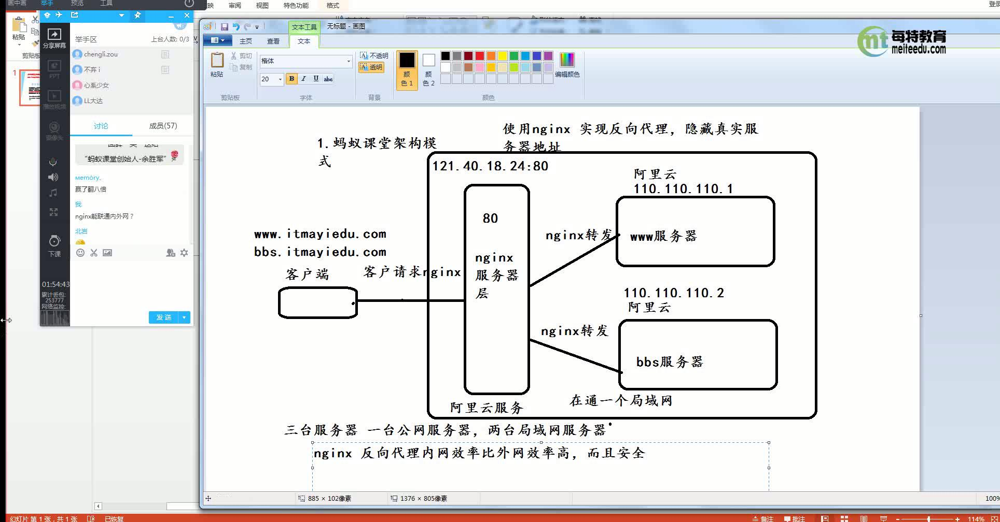 画中画 举手 预览 工具
映 审阅 视图 特色功能 格式
登录
粘贴
剪贴板
1
分享屏幕
PPT
播放视频
摄像头
下课
01:54:43
累计丢包:
253777
网络监控:
举手区 上台人数: 0/3
chengli.zou
不弃 i
心系少女
LL大达
讨论 成员(57)
“蚂蚁课堂创始人-余胜军”
мemòry、
赢了翻八倍
我
nginx能联通内外网？
北岩
发送
文本工具 无标题 - 画图
主页 查看 文本
粘贴
剪切
复制
剪贴板
楷体
20 B I U abc
字体
不透明
透明
背景
颜色 1
颜色 2
编辑颜色
颜色
mt 每特教育
meiteedu.com
1.蚂蚁课堂架构模
式
使用nginx 实现反向代理，隐藏真实服
务器地址
121.40.18.24:80
阿里云
110.110.110.1
80
www.itmayiedu.com
bbs.itmayiedu.com
客户端
客户请求nginx
nginx
服务器
层
nginx转发
www服务器
110.110.110.2
阿里云
nginx转发
bbs服务器
阿里云服务
在通一个局域网
三台服务器 一台公网服务器，两台局域网服务器
nginx 反向代理内网效率比外网效率高，而且安全
885 × 102像素
1376 × 805像素
100%
幻灯片 第 1 张，共 1 张 已恢复
备注 批注 114%